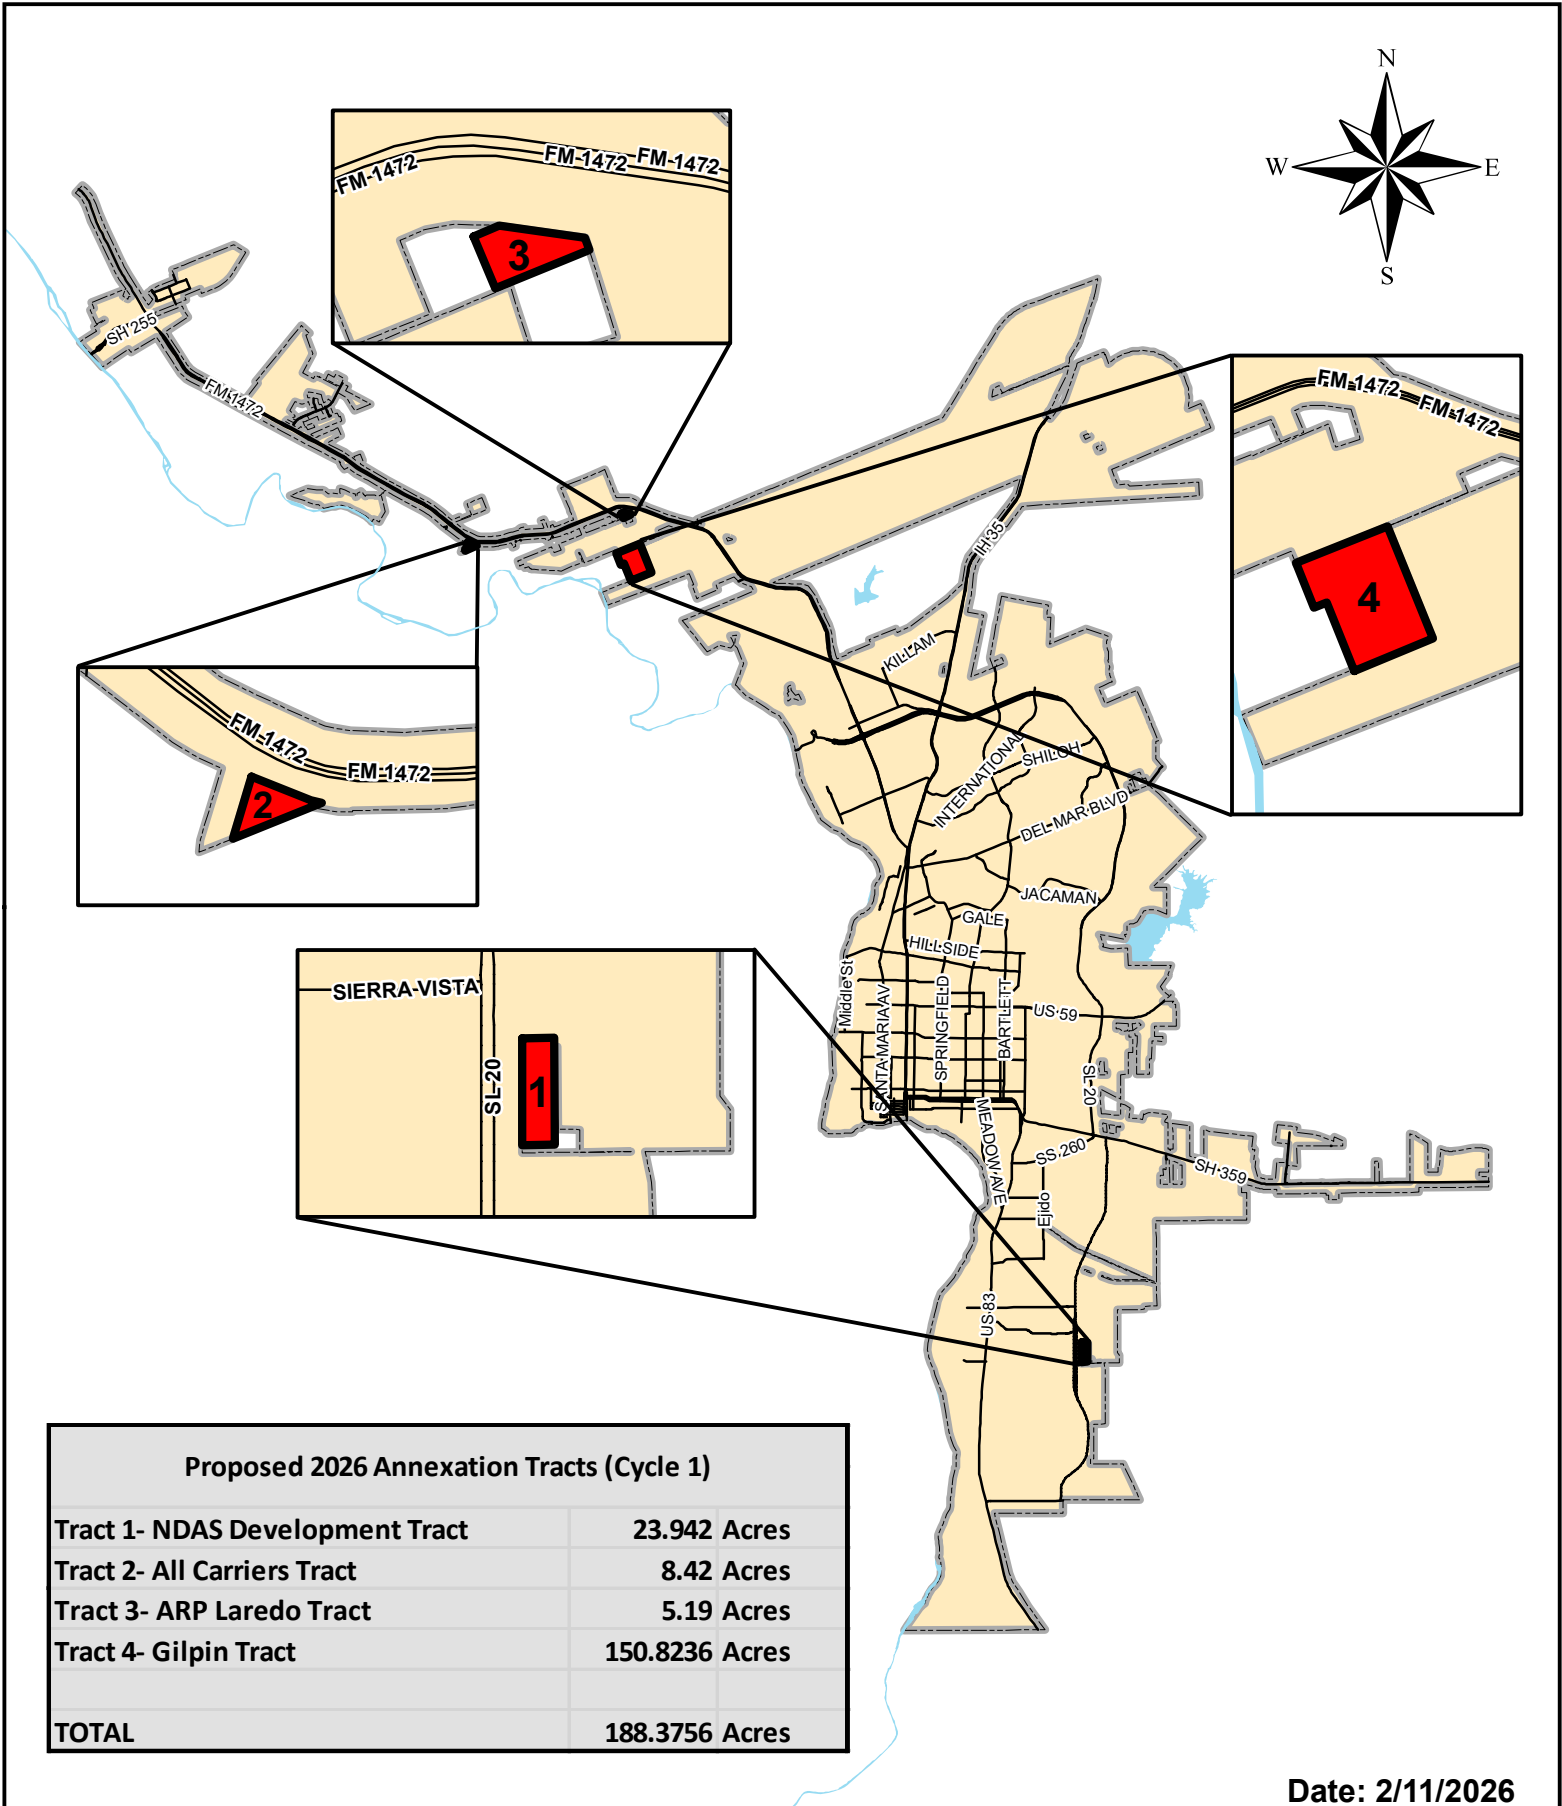 N
W
E
S
FM 1472
FM 1472
FM 1472
3
SH 255
FM 1472
FM 1472
FM 1472
4
IH 35
KILLAM
FM 1472
FM 1472
2
INTERNATIONAL
SHILOH
DEL MAR BLVD
JACAMAN
GALE
HILLSIDE
Middle St
SANTA MARIA AV
SPRINGFIELD
BARTLETT
US 59
SL 20
SIERRA VISTA
SL 20
1
MEADOW AVE
SS 260
SH 359
Ejido
US 83
Proposed 2026 Annexation Tracts (Cycle 1)
Tract 1- NDAS Development Tract 23.942 Acres
Tract 2- All Carriers Tract 8.42 Acres
Tract 3- ARP Laredo Tract 5.19 Acres
Tract 4- Gilpin Tract 150.8236 Acres
TOTAL 188.3756 Acres
Date: 2/11/2026